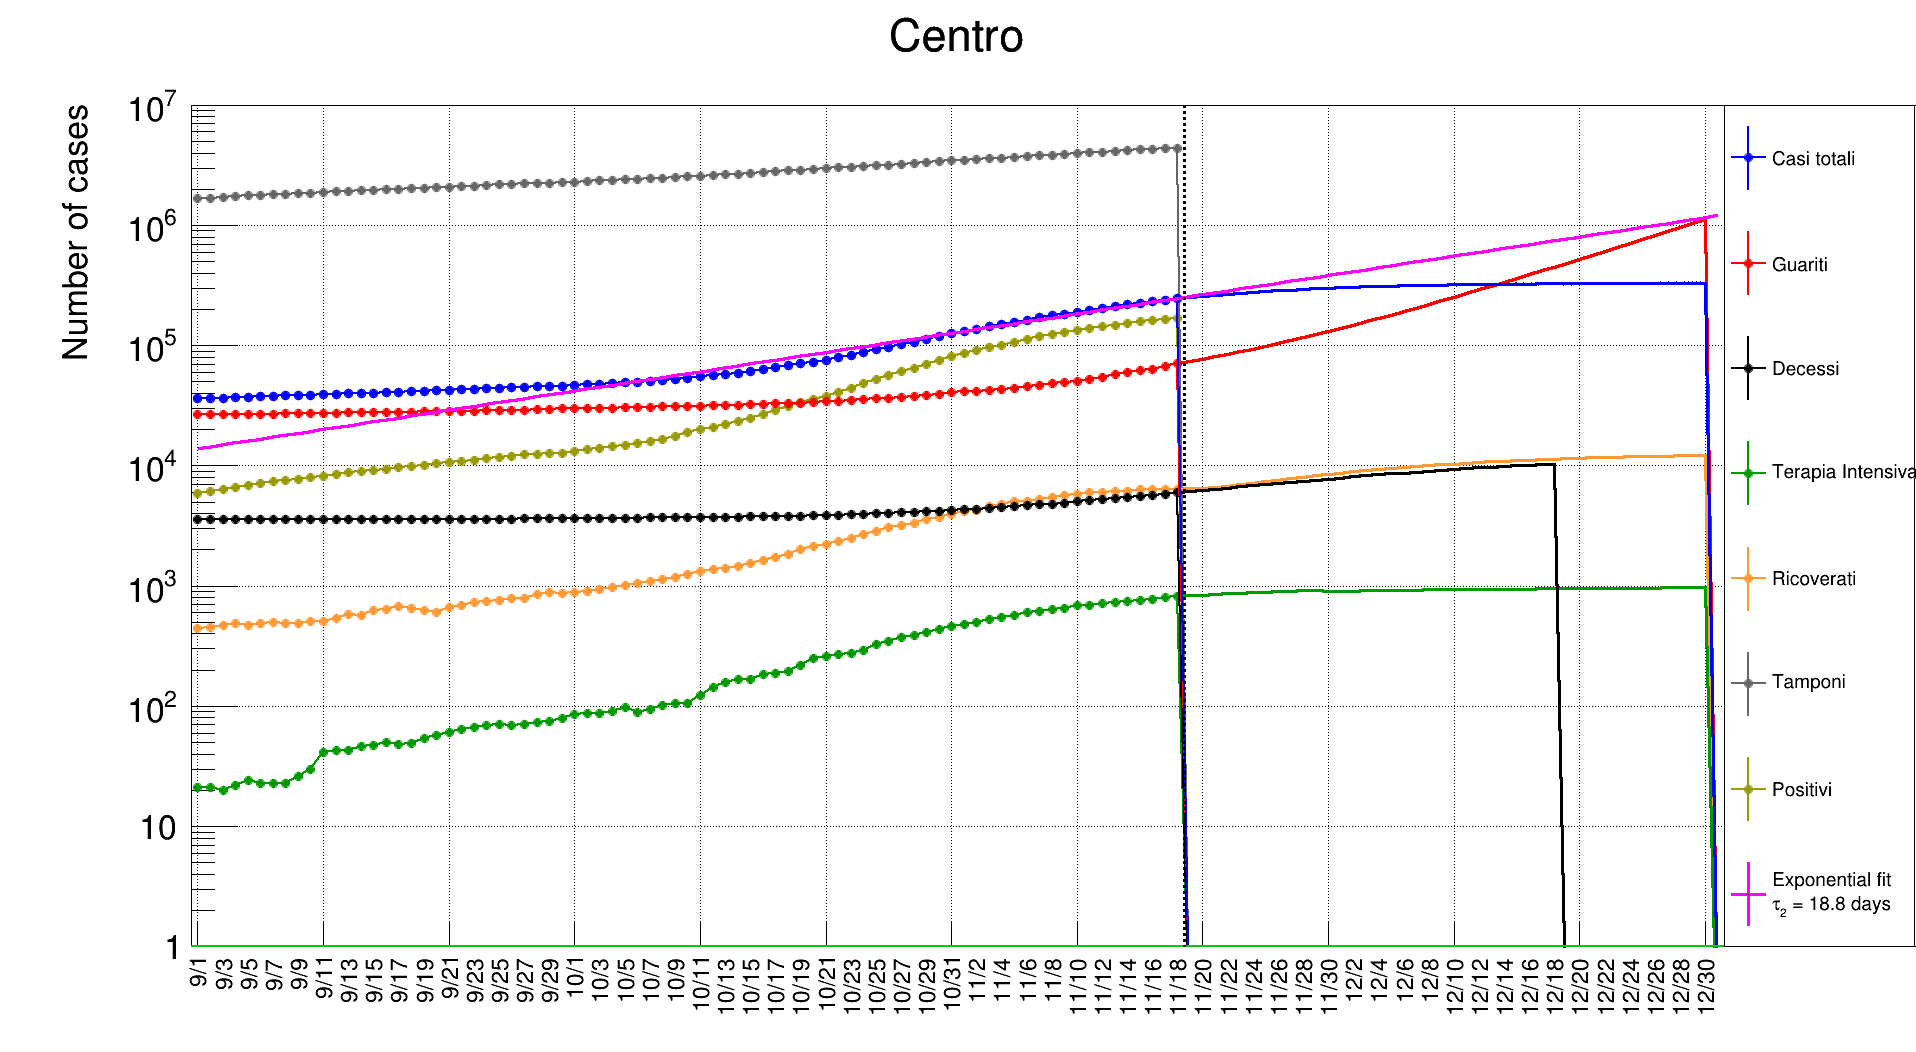 Centro
Number of cases
10^7
10^6
10^5
10^4
10^3
10^2
10
1
9/1 9/3 9/5 9/7 9/9 9/11 9/13 9/15 9/17 9/19 9/21 9/23 9/25 9/27 9/29 10/1 10/3 10/5 10/7 10/9 10/11 10/13 10/15 10/17 10/19 10/21 10/23 10/25 10/27 10/29 10/31 11/2 11/4 11/6 11/8 11/10 11/12 11/14 11/16 11/18 11/20 11/22 11/24 11/26 11/28 11/30 12/2 12/4 12/6 12/8 12/10 12/12 12/14 12/16 12/18 12/20 12/22 12/24 12/26 12/28 12/30
Casi totali
Guariti
Decessi
Terapia Intensiva
Ricoverati
Tamponi
Positivi
Exponential fit
τ_2 = 18.8 days